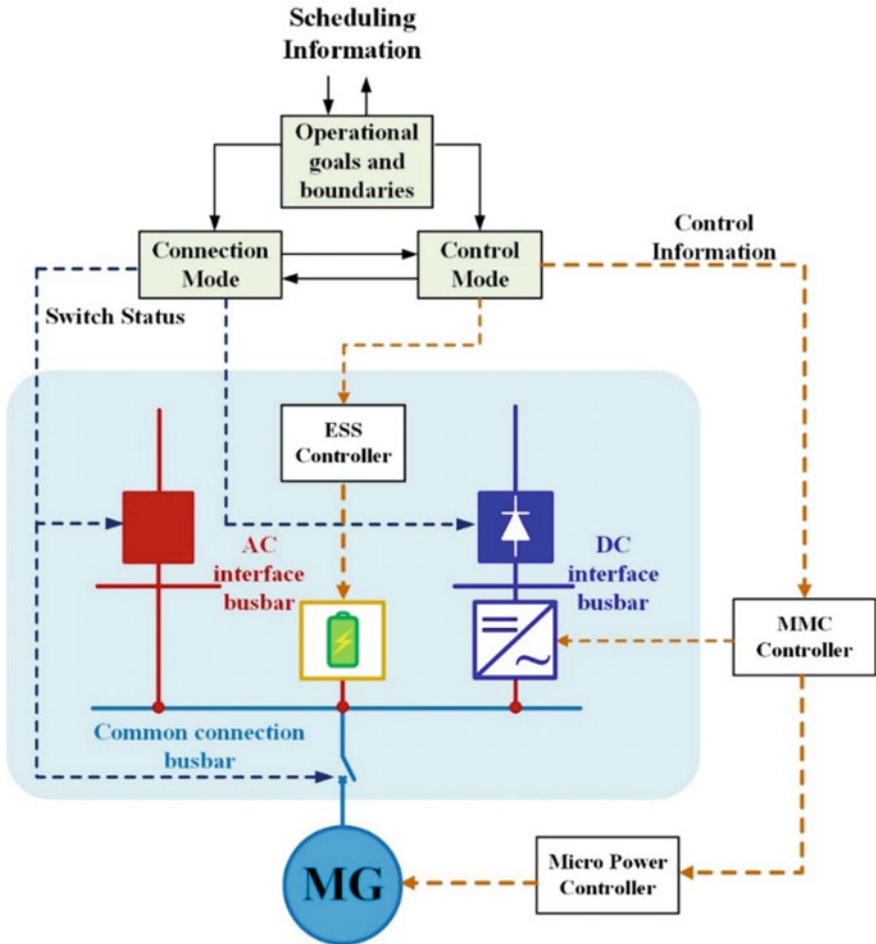 Scheduling
Information
Operational
goals and
boundaries
Connection
Mode
Control
Mode
Control
Information
Switch Status
ESS
Controller
AC
interface
busbar
DC
interface
busbar
MMC
Controller
Common connection
busbar
MG
Micro Power
Controller